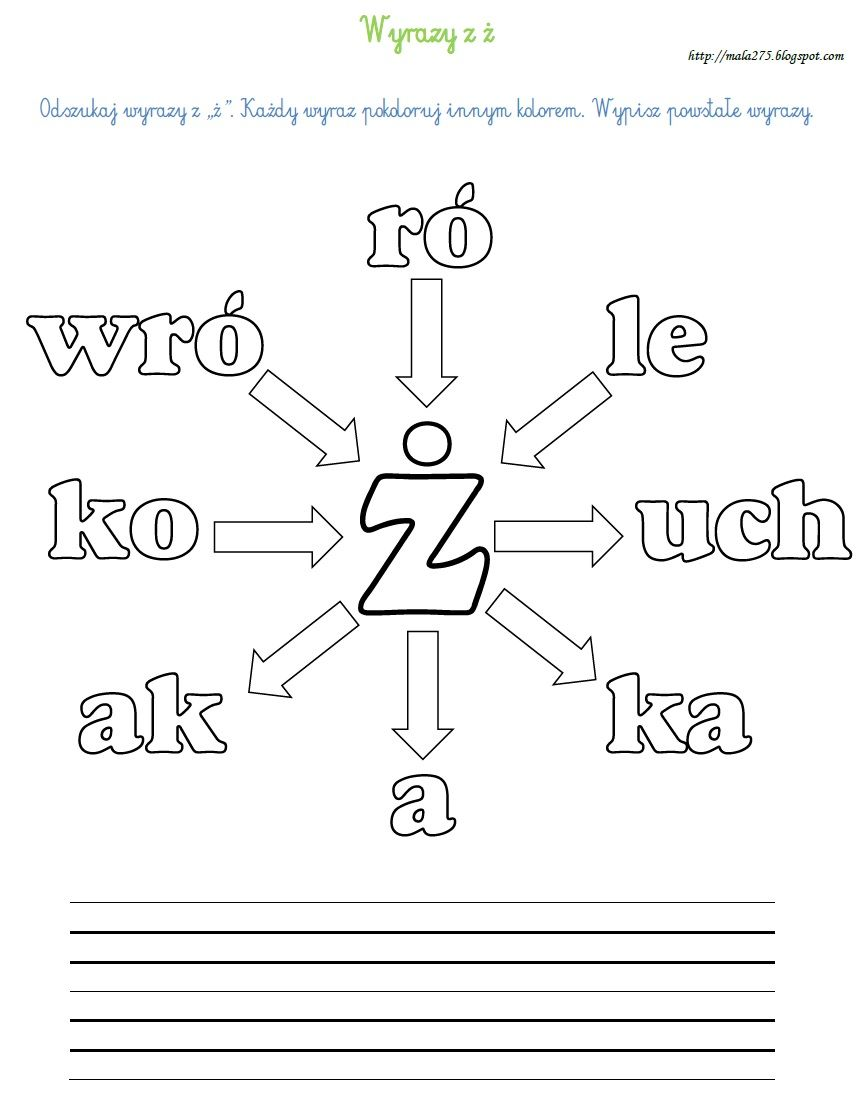 Wyrazy z ż
http://mala275.blogspot.com
Odszukaj wyrazy z „ż”. Każdy wyraz pokoloruj innym kolorem. Wypisz powstałe wyrazy.
ró
wró
le
ż
ko
uch
ak
ka
a